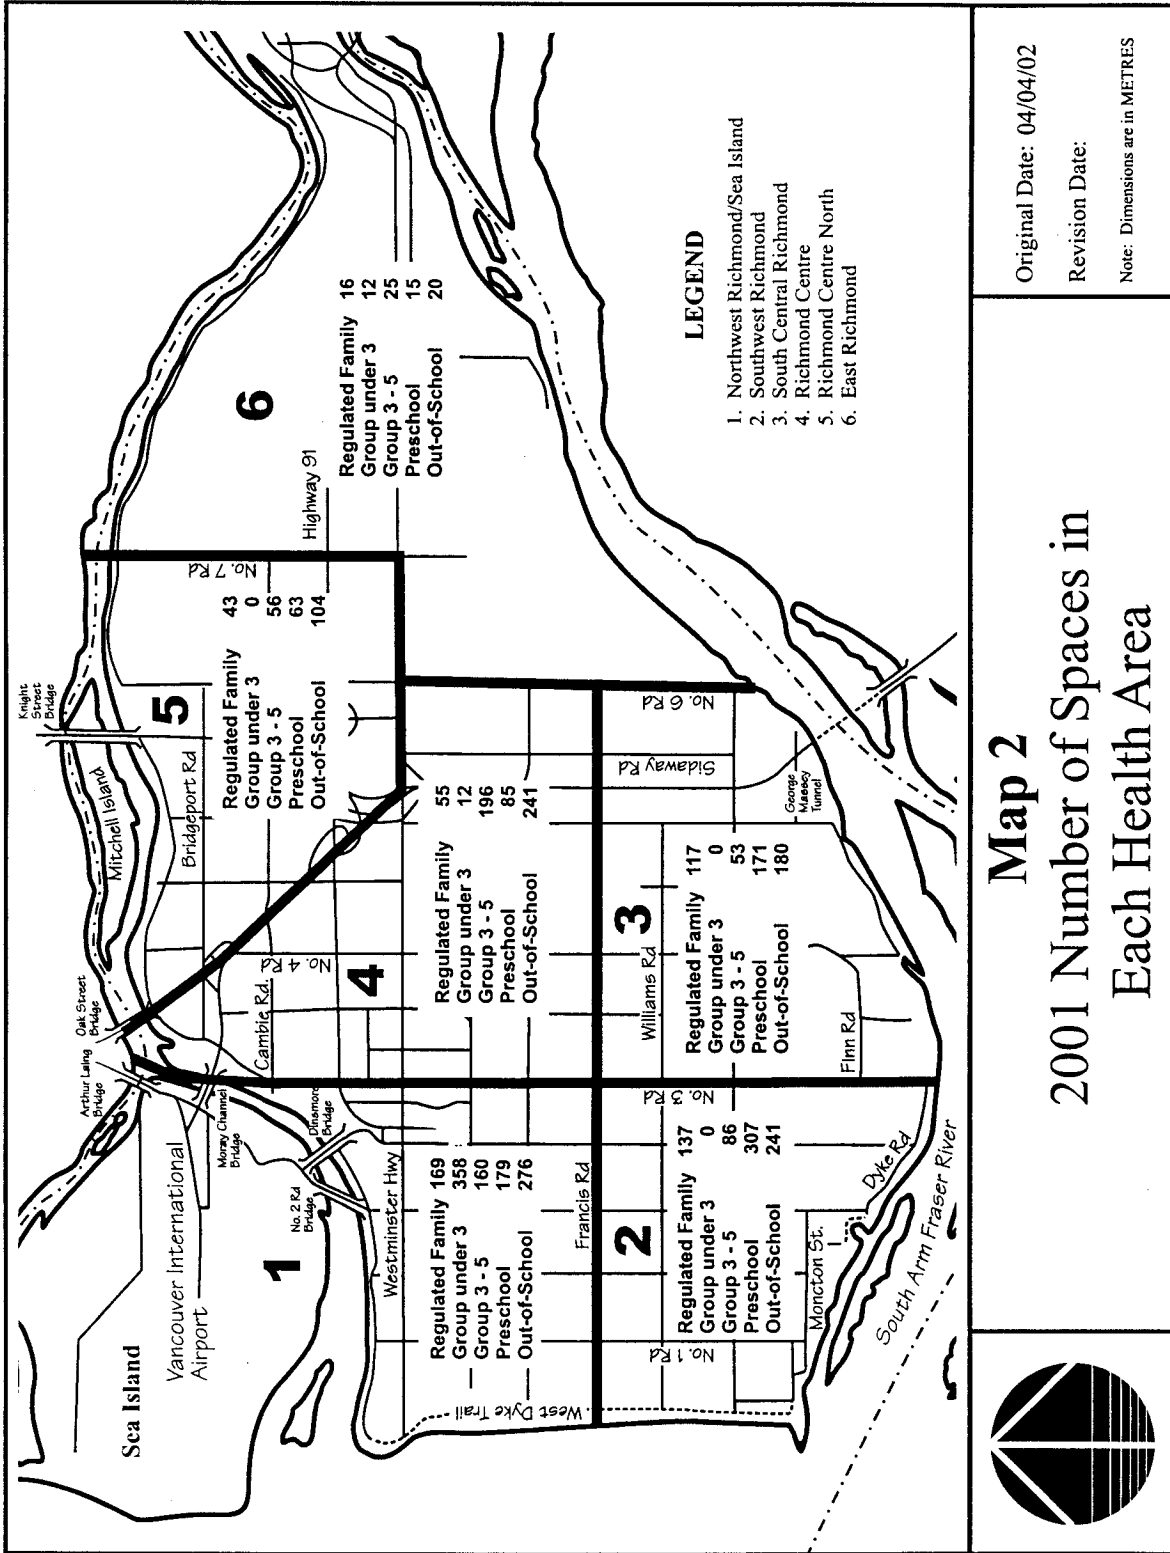 Sea Island
Vancouver International
Airport
1
Arthur Laing
Bridge
Oak Street
Bridge
Moray Channel
Bridge
No. 2 Rd
Bridge
Dinsmore
Bridge
Mitchell Island
Knight
Street
Bridge
5
Bridgeport Rd
No. 7 Rd
Regulated Family 43
Group under 3 0
Group 3 - 5 56
Preschool 63
Out-of-School 104
6
Highway 91
Regulated Family 16
Group under 3 12
Group 3 - 5 25
Preschool 15
Out-of-School 20
Cambie Rd.
No. 4 Rd
4
Westminster Hwy
Regulated Family 169
Group under 3 358
Group 3 - 5 160
Preschool 179
Out-of-School 276
Regulated Family 55
Group under 3 12
Group 3 - 5 196
Preschool 85
Out-of-School 241
West Dyke Trail
Francis Rd
2
3
Williams Rd
Sidaway Rd
No. 6 Rd
No. 1 Rd
No. 3 Rd
Regulated Family 137
Group under 3 0
Group 3 - 5 86
Preschool 307
Out-of-School 241
Regulated Family 117
Group under 3 0
Group 3 - 5 53
Preschool 171
Out-of-School 180
George
Massey
Tunnel
Moncton St.
Dyke Rd
Finn Rd
South Arm Fraser River
LEGEND
1. Northwest Richmond/Sea Island
2. Southwest Richmond
3. South Central Richmond
4. Richmond Centre
5. Richmond Centre North
6. East Richmond
Map 2
2001 Number of Spaces in
Each Health Area
Original Date: 04/04/02
Revision Date:
Note: Dimensions are in METRES